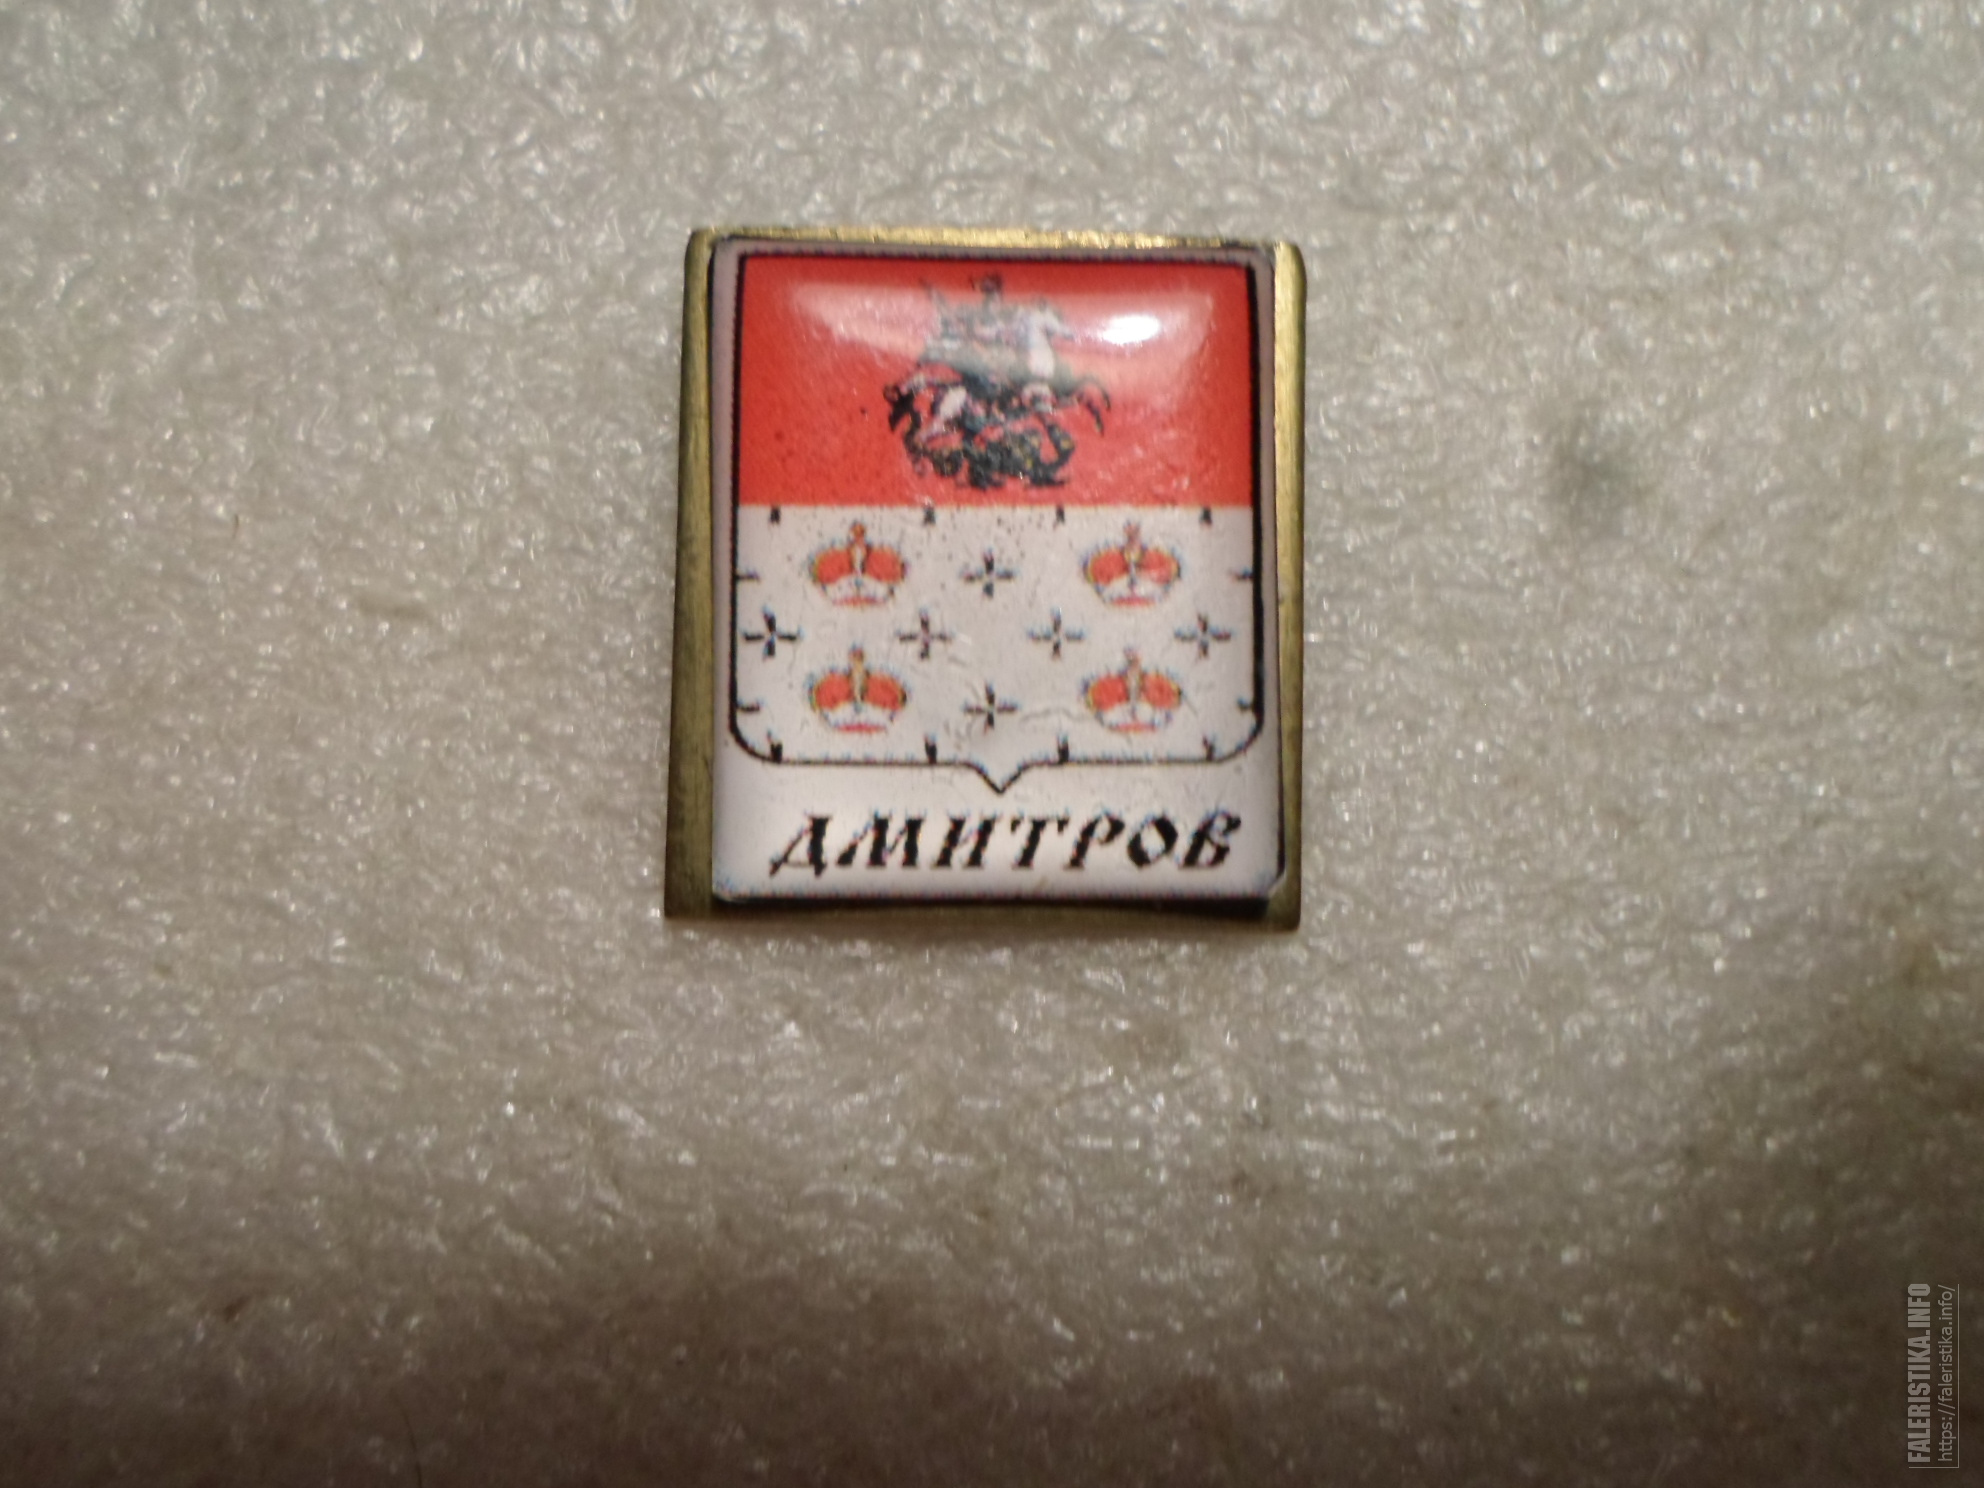 ДМИТРОВ
FALERISTIKA.INFO
https://faleristika.info/